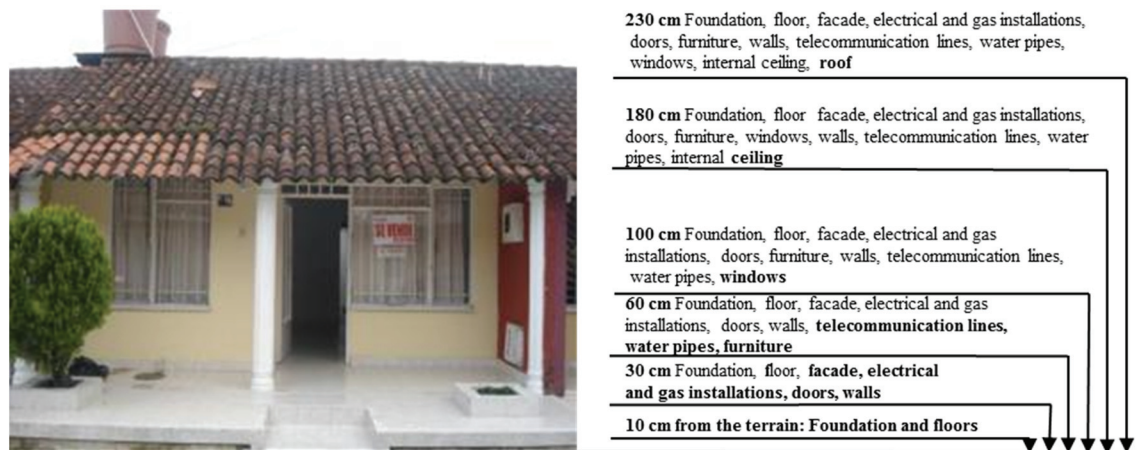 SE VENDE
230 cm Foundation, floor, facade, electrical and gas installations,
doors, furniture, walls, telecommunication lines, water pipes,
windows, internal ceiling, roof
180 cm Foundation, floor facade, electrical and gas installations,
doors, furniture, windows, walls, telecommunication lines, water
pipes, internal ceiling
100 cm Foundation, floor, facade, electrical and gas
installations, doors, furniture, walls, telecommunication lines,
water pipes, windows
60 cm Foundation, floor, facade, electrical and gas
installations, doors, walls, telecommunication lines,
water pipes, furniture
30 cm Foundation, floor, facade, electrical
and gas installations, doors, walls
10 cm from the terrain: Foundation and floors